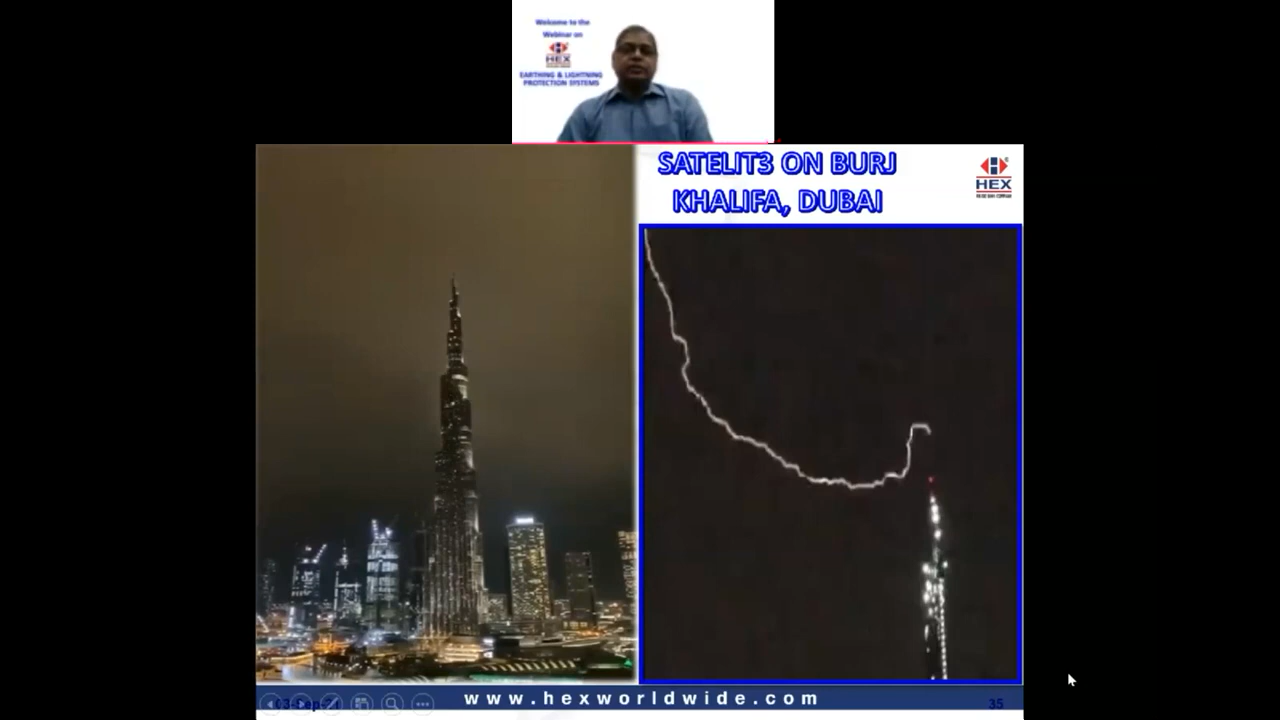 Welcome to the
Webinar on
HEX
EARTHING & LIGHTNING
PROTECTION SYSTEMS
SATELIT3 ON BURJ
KHALIFA, DUBAI
HEX
www.hexworldwide.com
35